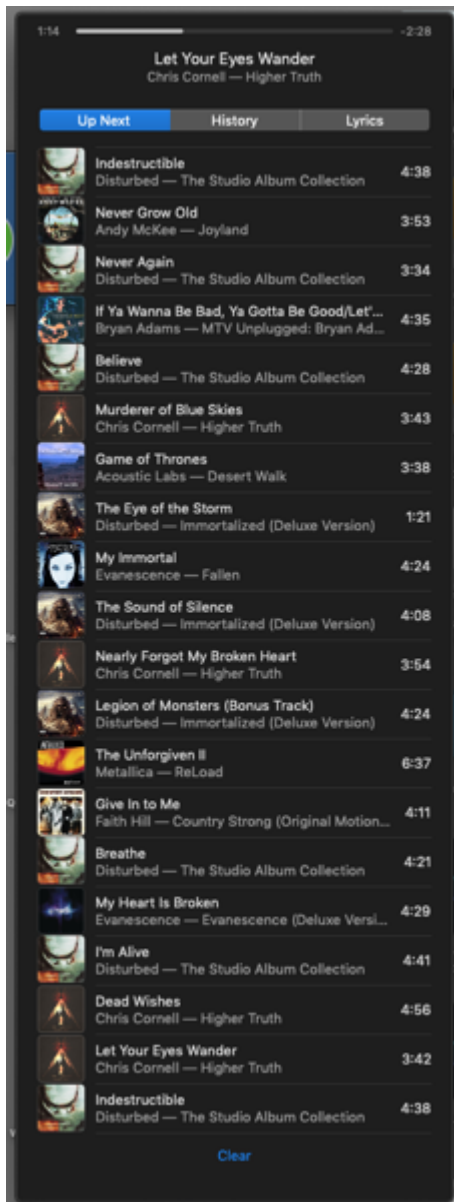 1:14 -2:28
Let Your Eyes Wander
Chris Cornell — Higher Truth
Up Next History Lyrics
Indestructible
Disturbed — The Studio Album Collection 4:38
Never Grow Old
Andy McKee — Joyland 3:53
Never Again
Disturbed — The Studio Album Collection 3:34
If Ya Wanna Be Bad, Ya Gotta Be Good/Let'...
Bryan Adams — MTV Unplugged: Bryan Ad... 4:35
Believe
Disturbed — The Studio Album Collection 4:28
Murderer of Blue Skies
Chris Cornell — Higher Truth 3:43
Game of Thrones
Acoustic Labs — Desert Walk 3:38
The Eye of the Storm
Disturbed — Immortalized (Deluxe Version) 1:21
My Immortal
Evanescence — Fallen 4:24
The Sound of Silence
Disturbed — Immortalized (Deluxe Version) 4:08
Nearly Forgot My Broken Heart
Chris Cornell — Higher Truth 3:54
Legion of Monsters (Bonus Track)
Disturbed — Immortalized (Deluxe Version) 4:24
The Unforgiven II
Metallica — ReLoad 6:37
Give In to Me
Faith Hill — Country Strong (Original Motion... 4:11
Breathe
Disturbed — The Studio Album Collection 4:21
My Heart Is Broken
Evanescence — Evanescence (Deluxe Versi... 4:29
I'm Alive
Disturbed — The Studio Album Collection 4:41
Dead Wishes
Chris Cornell — Higher Truth 4:56
Let Your Eyes Wander
Chris Cornell — Higher Truth 3:42
Indestructible
Disturbed — The Studio Album Collection 4:38
Clear